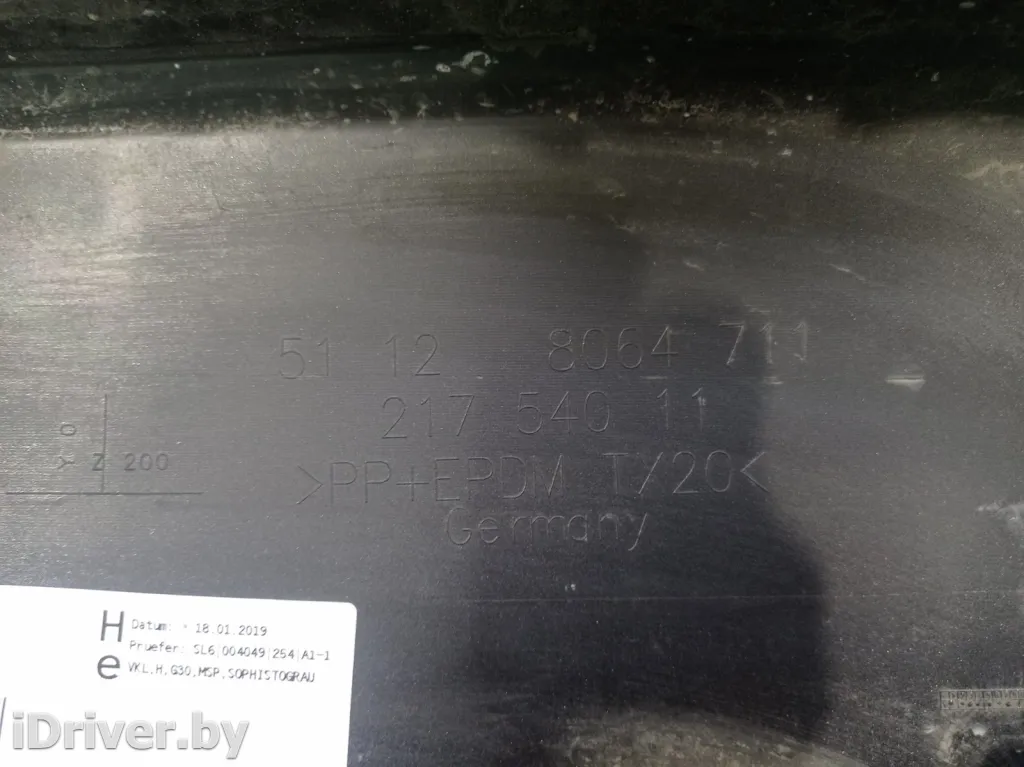 51 12 8064 711
217 540 11
>PP+EPDM T/20<
Germany
Y 0
Z 200
H
e
Datum: * 18.01.2019
Pruefer: SL6|004049|254|A1-1
VKL.H.G30.MSP.SOPHISTOGRAU
iDriver.by